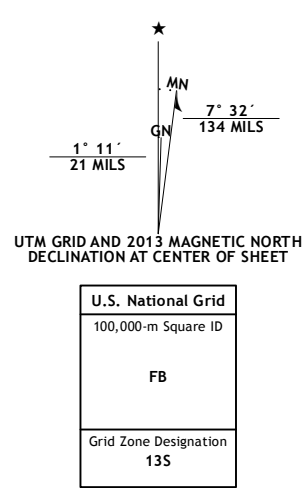 MN
GN
7° 32´
134 MILS
1° 11´
21 MILS
UTM GRID AND 2013 MAGNETIC NORTH
DECLINATION AT CENTER OF SHEET
U.S. National Grid
100,000-m Square ID
FB
Grid Zone Designation
13S